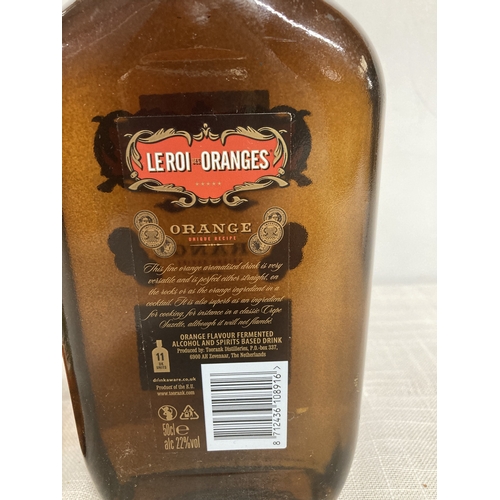 LE ROI DES ORANGES
ORANGE
UNIQUE RECIPE
This fine orange aromatised drink is very
versatile and is perfect either straight, on
the rocks or as the orange ingredient in a
cocktail. It is also superb as an ingredient
for cooking, for instance in a classic Crêpe
Suzette, although it will not flambé.
ORANGE FLAVOUR FERMENTED
ALCOHOL AND SPIRITS BASED DRINK
Produced by: Toorank Distilleries, P.O.-box 337,
6900 AH Zevenaar, The Netherlands
11
UK UNITS
drinkaware.co.uk
Product of the E.U.
www.toorank.com
50cl e
alc 22%vol
8 712436 108916 >